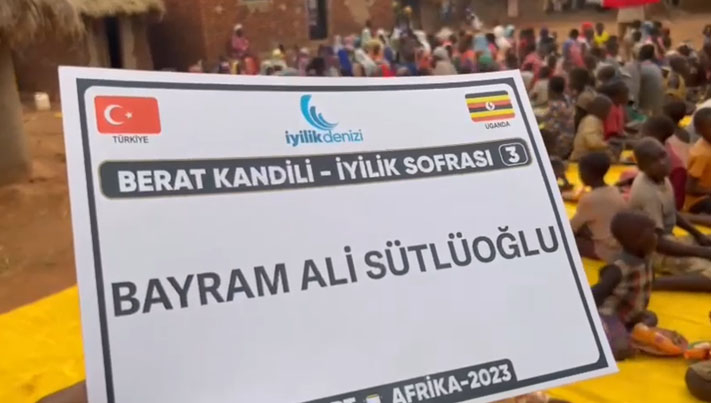 TÜRKİYE
iyilikdenizi
UGANDA
BERAT KANDİLİ - İYİLİK SOFRASI 3
BAYRAM ALİ SÜTLÜOĞLU
AFRİKA-2023